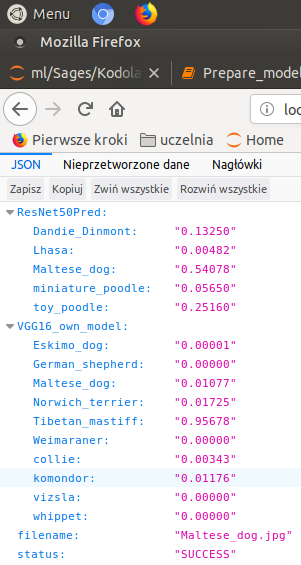 Menu
Mozilla Firefox
ml/Sages/Kodola
Prepare_model
loc
Pierwsze kroki uczelnia Home
JSON Nieprzetworzone dane Nagłówki
Zapisz Kopiuj Zwiń wszystkie Rozwiń wszystkie
ResNet50Pred:
Dandie_Dinmont: "0.13250"
Lhasa: "0.00482"
Maltese_dog: "0.54078"
miniature_poodle: "0.05650"
toy_poodle: "0.25160"
VGG16_own_model:
Eskimo_dog: "0.00001"
German_shepherd: "0.00000"
Maltese_dog: "0.01077"
Norwich_terrier: "0.01725"
Tibetan_mastiff: "0.95678"
Weimaraner: "0.00000"
collie: "0.00343"
komondor: "0.01176"
vizsla: "0.00000"
whippet: "0.00000"
filename: "Maltese_dog.jpg"
status: "SUCCESS"